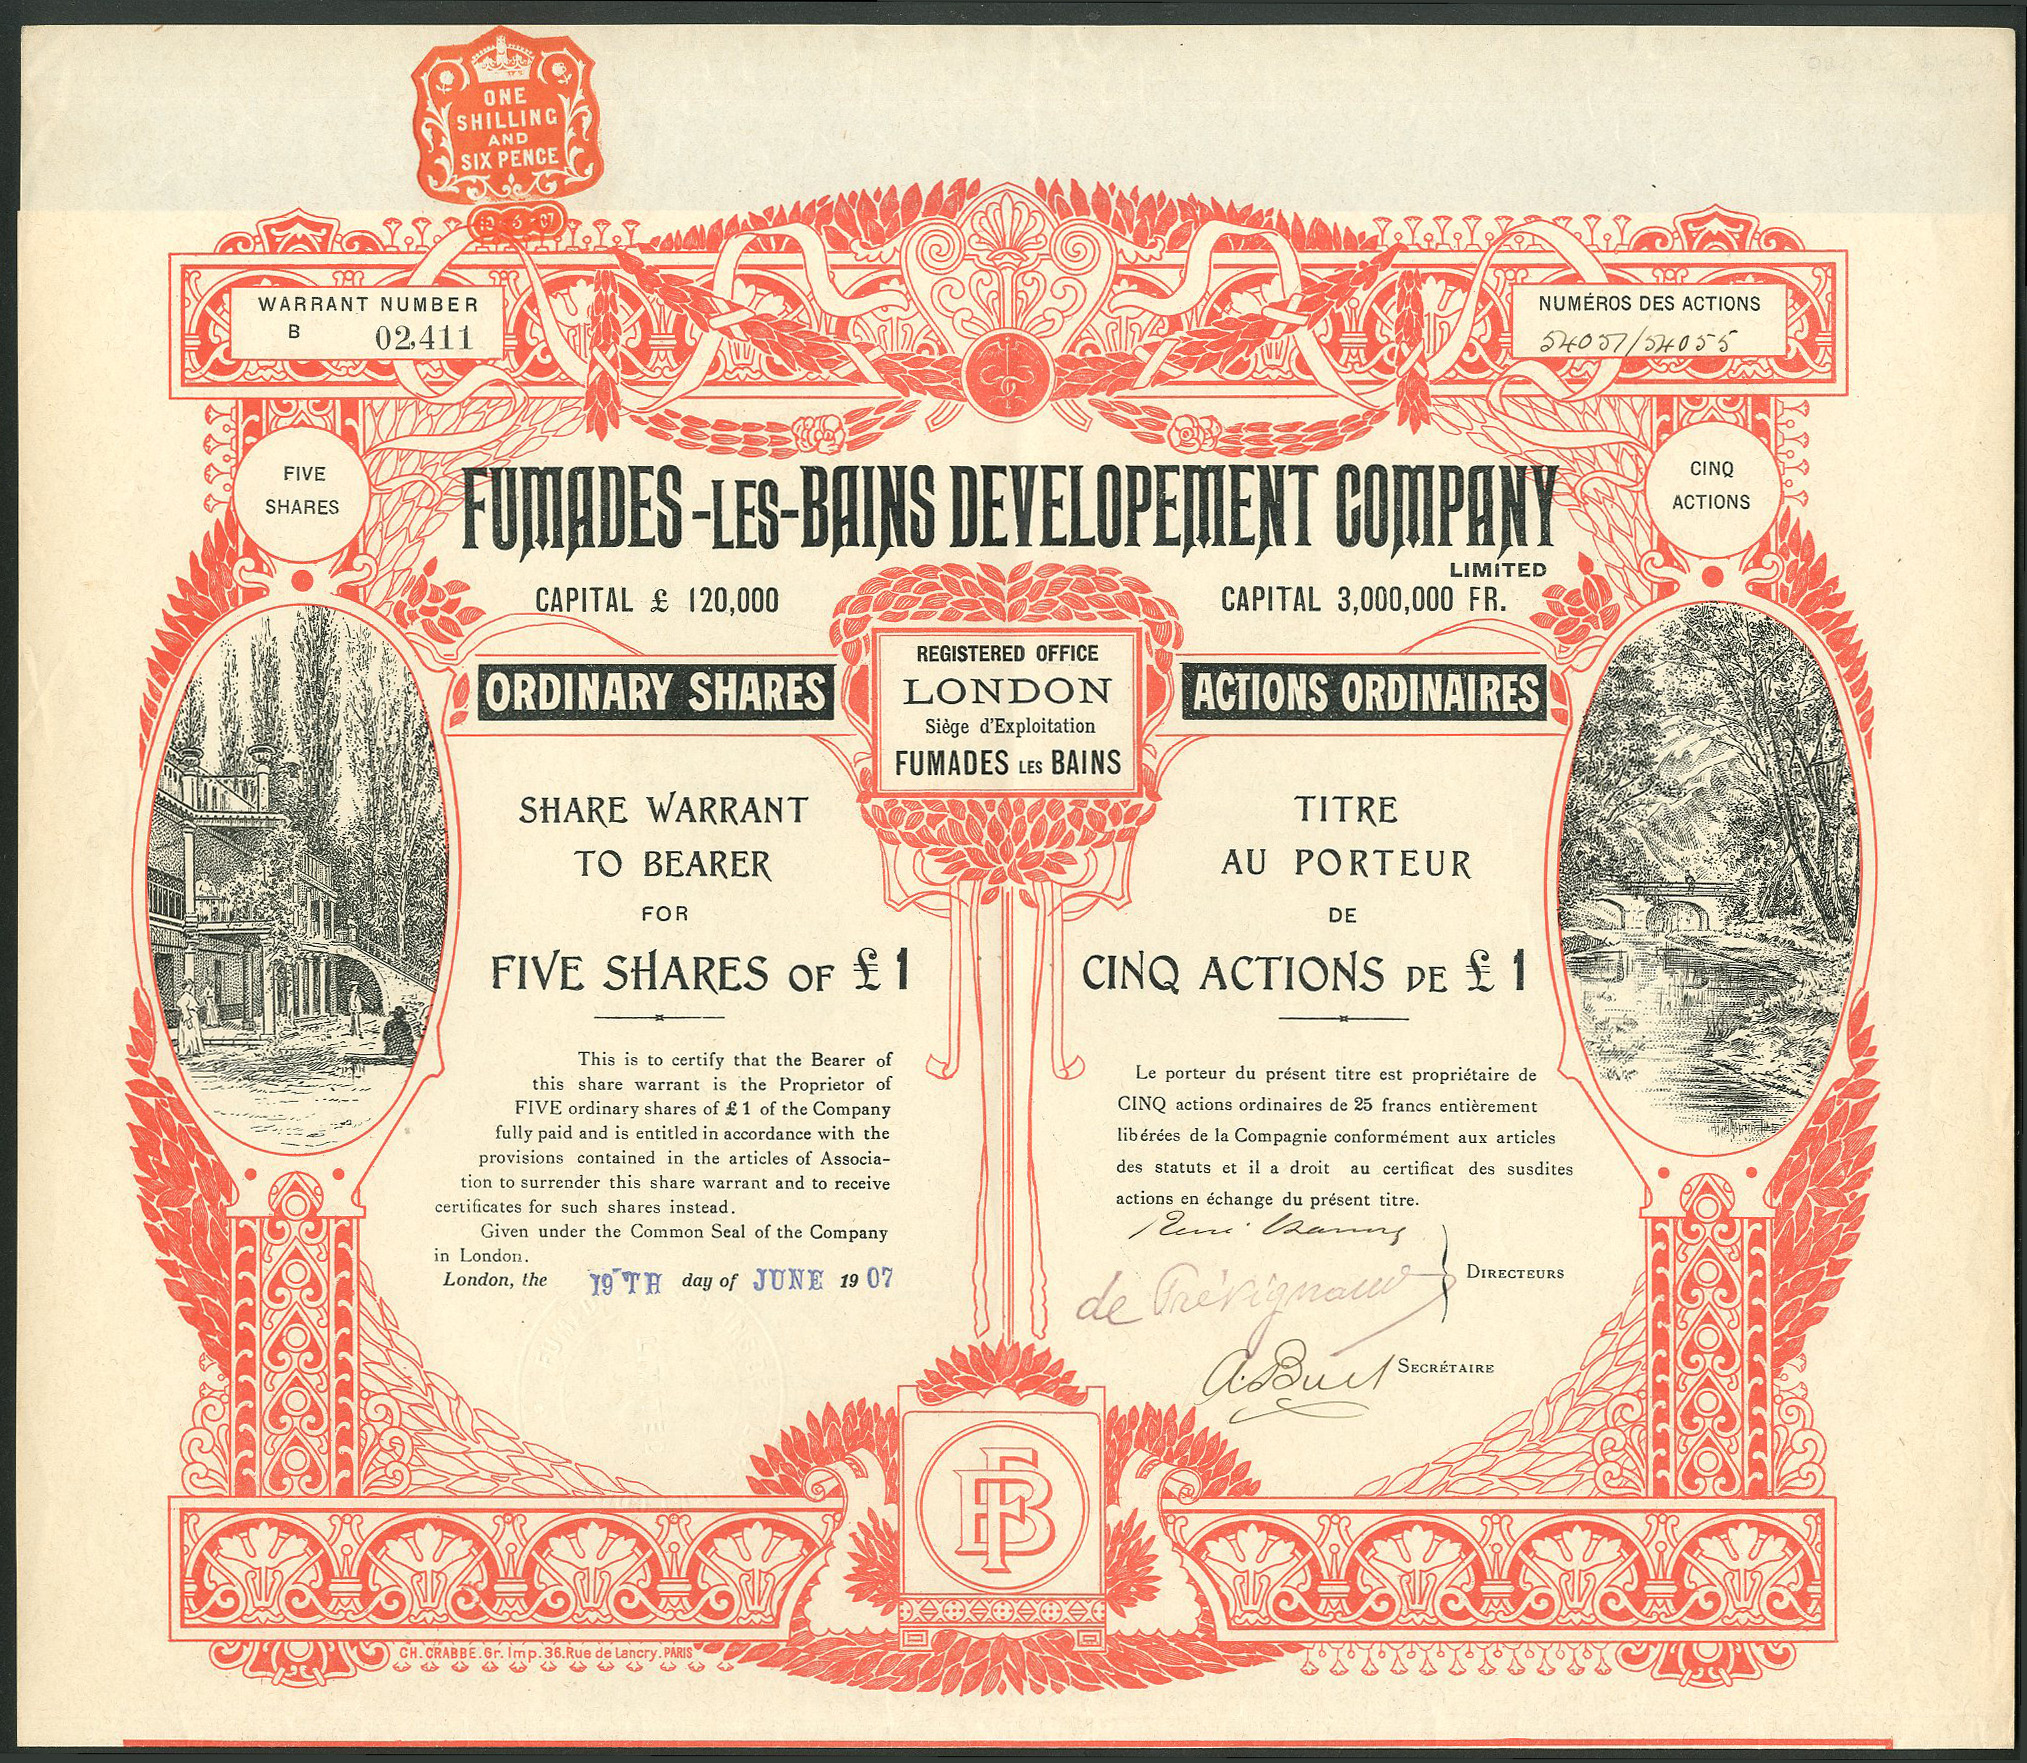 ONE
SHILLING
AND
SIX PENCE
WARRANT NUMBER
B 02,411
NUMÉROS DES ACTIONS
54051/54055
FIVE
SHARES
CINQ
ACTIONS
FUMADES-LES-BAINS DEVELOPEMENT COMPANY
LIMITED
CAPITAL £ 120,000
CAPITAL 3,000,000 FR.
ORDINARY SHARES
REGISTERED OFFICE
LONDON
Siège d'Exploitation
FUMADES LES BAINS
ACTIONS ORDINAIRES
SHARE WARRANT
TO BEARER
FOR
FIVE SHARES OF £ 1
This is to certify that the Bearer of
this share warrant is the Proprietor of
FIVE ordinary shares of £ 1 of the Company
fully paid and is entitled in accordance with the
provisions contained in the articles of Associa-
tion to surrender this share warrant and to receive
certificates for such shares instead.
Given under the Common Seal of the Company
in London.
London, the 19TH day of JUNE 1907
TITRE
AU PORTEUR
DE
CINQ ACTIONS DE £ 1
Le porteur du présent titre est propriétaire de
CINQ actions ordinaires de 25 francs entièrement
libérées de la Compagnie conformément aux articles
des statuts et il a droit au certificat des susdites
actions en échange du présent titre.
René
de Trévignaud
DIRECTEURS
SECRÉTAIRE
FB
CH. CRABBE. Gr. Imp. 36. Rue de Lancry. PARIS